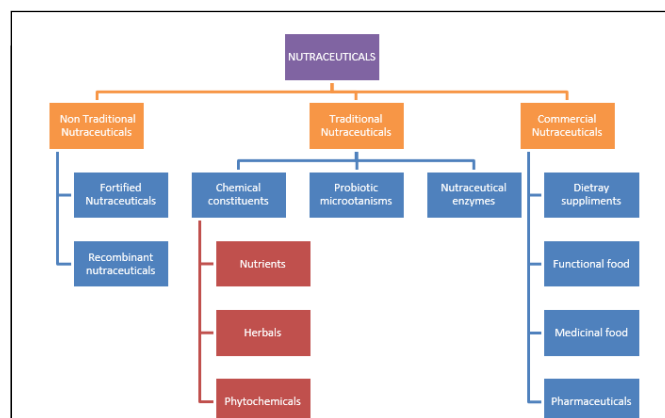 NUTRACEUTICALS
Non Traditional
Nutraceuticals
Traditional
Nutraceuticals
Commercial
Nutraceuticals
Fortified
Nutraceuticals
Chemical
constituents
Probiotic
microotanisms
Nutraceutical
enzymes
Dietray
suppliments
Recombinant
nutraceuticals
Nutrients
Functional food
Herbals
Medicinal food
Phytochemicals
Pharmaceuticals